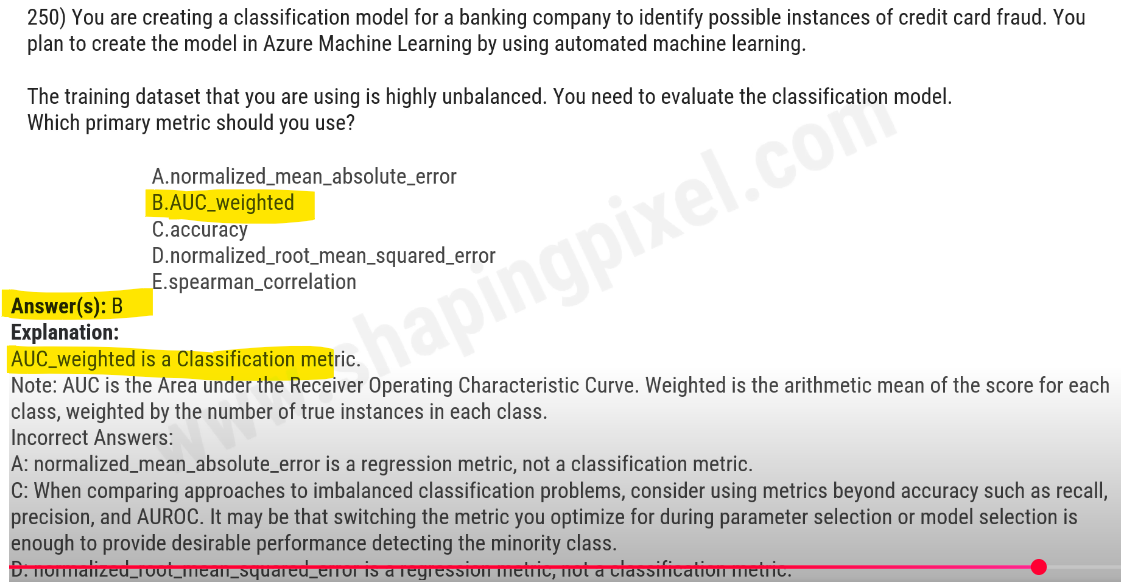 250) You are creating a classification model for a banking company to identify possible instances of credit card fraud. You
plan to create the model in Azure Machine Learning by using automated machine learning.
The training dataset that you are using is highly unbalanced. You need to evaluate the classification model.
Which primary metric should you use?
A.normalized_mean_absolute_error
B.AUC_weighted
C.accuracy
D.normalized_root_mean_squared_error
E.spearman_correlation
Answer(s): B
Explanation:
AUC_weighted is a Classification metric.
Note: AUC is the Area under the Receiver Operating Characteristic Curve. Weighted is the arithmetic mean of the score for each
class, weighted by the number of true instances in each class.
Incorrect Answers:
A: normalized_mean_absolute_error is a regression metric, not a classification metric.
C: When comparing approaches to imbalanced classification problems, consider using metrics beyond accuracy such as recall,
precision, and AUROC. It may be that switching the metric you optimize for during parameter selection or model selection is
enough to provide desirable performance detecting the minority class.
D: normalized_root_mean_squared_error is a regression metric, not a classification metric.
www.shapingpixel.com